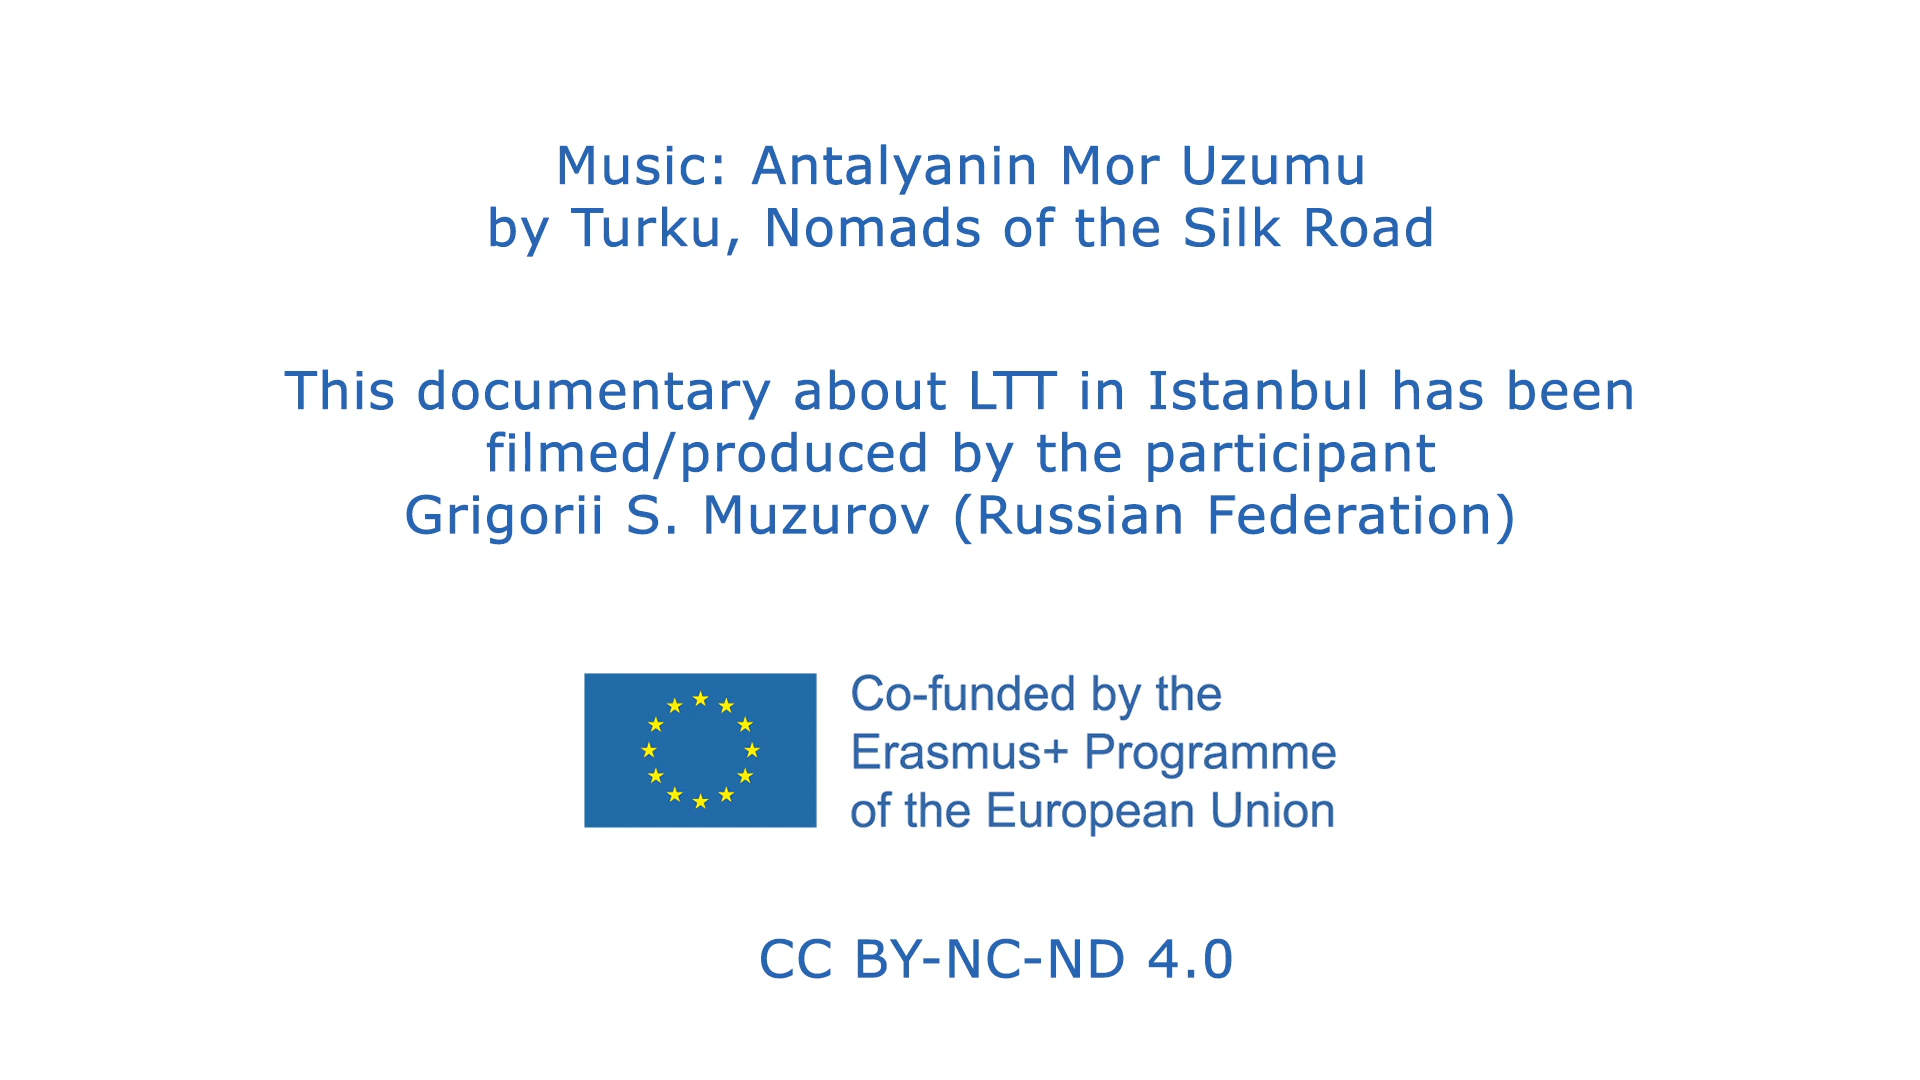 Music: Antalyanin Mor Uzumu
by Turku, Nomads of the Silk Road
This documentary about LTT in Istanbul has been
filmed/produced by the participant
Grigorii S. Muzurov (Russian Federation)
Co-funded by the
Erasmus+ Programme
of the European Union
CC BY-NC-ND 4.0